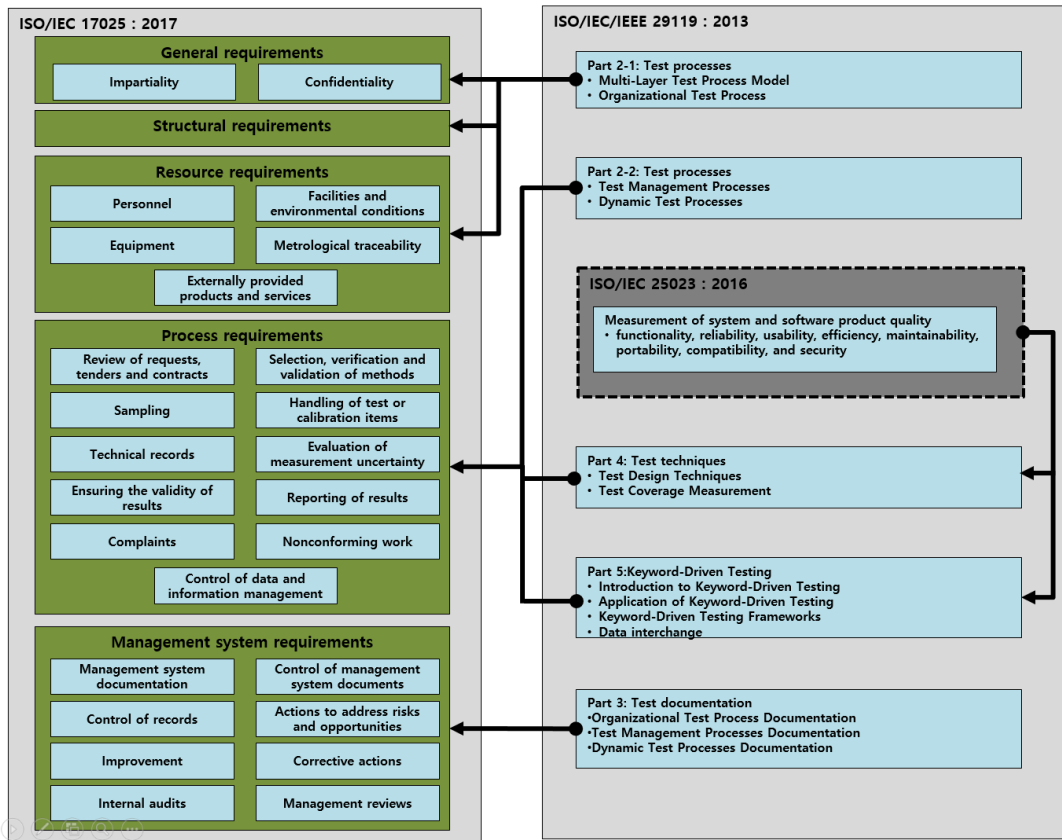 ISO/IEC 17025 : 2017
General requirements
Impartiality
Confidentiality
Structural requirements
Resource requirements
Personnel
Facilities and
environmental conditions
Equipment
Metrological traceability
Externally provided
products and services
Process requirements
Review of requests,
tenders and contracts
Selection, verification and
validation of methods
Sampling
Handling of test or
calibration items
Technical records
Evaluation of
measurement uncertainty
Ensuring the validity of
results
Reporting of results
Complaints
Nonconforming work
Control of data and
information management
Management system requirements
Management system
documentation
Control of management
system documents
Control of records
Actions to address risks
and opportunities
Improvement
Corrective actions
Internal audits
Management reviews
ISO/IEC/IEEE 29119 : 2013
Part 2-1: Test processes
• Multi-Layer Test Process Model
• Organizational Test Process
Part 2-2: Test processes
• Test Management Processes
• Dynamic Test Processes
ISO/IEC 25023 : 2016
Measurement of system and software product quality
• functionality, reliability, usability, efficiency, maintainability,
portability, compatibility, and security
Part 4: Test techniques
• Test Design Techniques
• Test Coverage Measurement
Part 5:Keyword-Driven Testing
• Introduction to Keyword-Driven Testing
• Application of Keyword-Driven Testing
• Keyword-Driven Testing Frameworks
• Data interchange
Part 3: Test documentation
•Organizational Test Process Documentation
•Test Management Processes Documentation
•Dynamic Test Processes Documentation